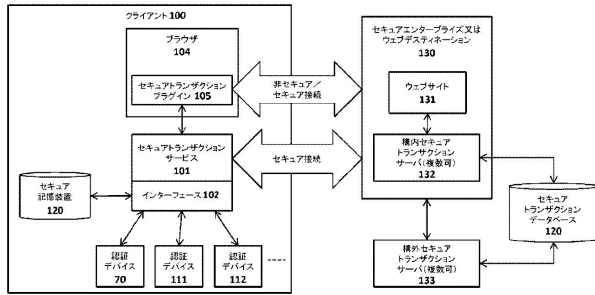 クライアント 100
ブラウザ
104
セキュアトランザクション
プラグイン 105
セキュアトランザクション
サービス
101
インターフェース 102
セキュア
記憶装置
120
認証
デバイス
70
認証
デバイス
111
認証
デバイス
112
非セキュア/
セキュア接続
セキュア接続
セキュアエンタープライズ又は
ウェブデスティネーション
130
ウェブサイト
131
構内セキュア
トランザクション
サーバ(複数可)
132
セキュア
トランザクション
データベース
120
構外セキュア
トランザクション
サーバ(複数可)
133